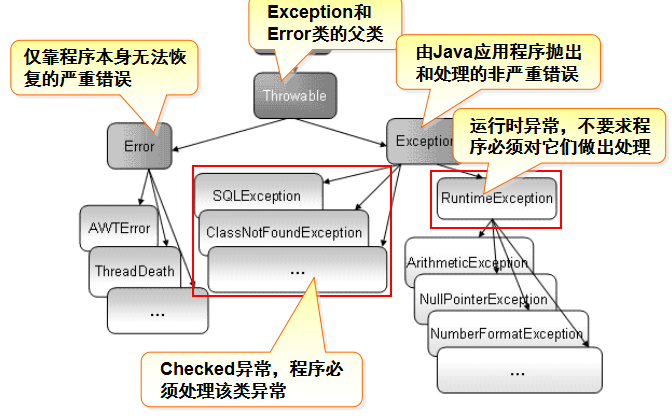 Exception和
Error类的父类
仅靠程序本身无法恢
复的严重错误
由Java应用程序抛出
和处理的非严重错误
Throwable
运行时异常，不要求程
序必须对它们做出处理
Error
Exception
SQLException
ClassNotFoundException
...
RuntimeException
AWTError
ThreadDeath
...
ArithmeticException
NullPointerException
NumberFormatException
...
Checked异常，程序必
须处理该类异常